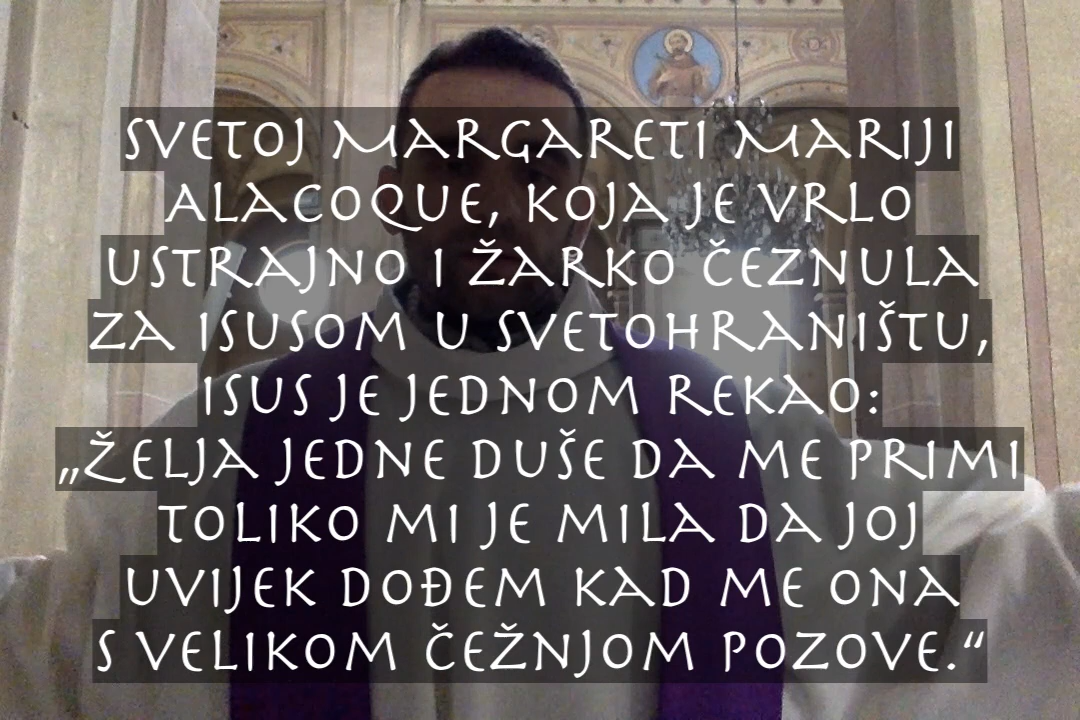 SVETOJ MARGARETI MARIJI
ALACOQUE, KOJA JE VRLO
USTRAJNO I ŽARKO ČEZNULA
ZA ISUSOM U SVETOHRANIŠTU,
ISUS JE JEDNOM REKAO:
„ŽELJA JEDNE DUŠE DA ME PRIMI
TOLIKO MI JE MILA DA JOJ
UVIJEK DOĐEM KAD ME ONA
S VELIKOM ČEŽNJOM POZOVE.“